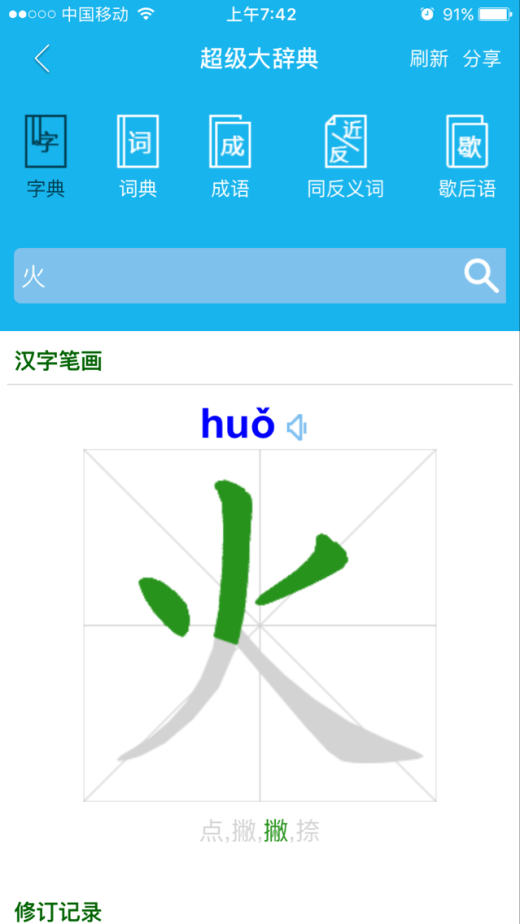 中国移动 上午7:42 91%
超级大辞典 刷新 分享
字 词 成 近反 歇
字典 词典 成语 同反义词 歇后语
火
汉字笔画
huǒ
火
点,撇,撇,捺
修订记录